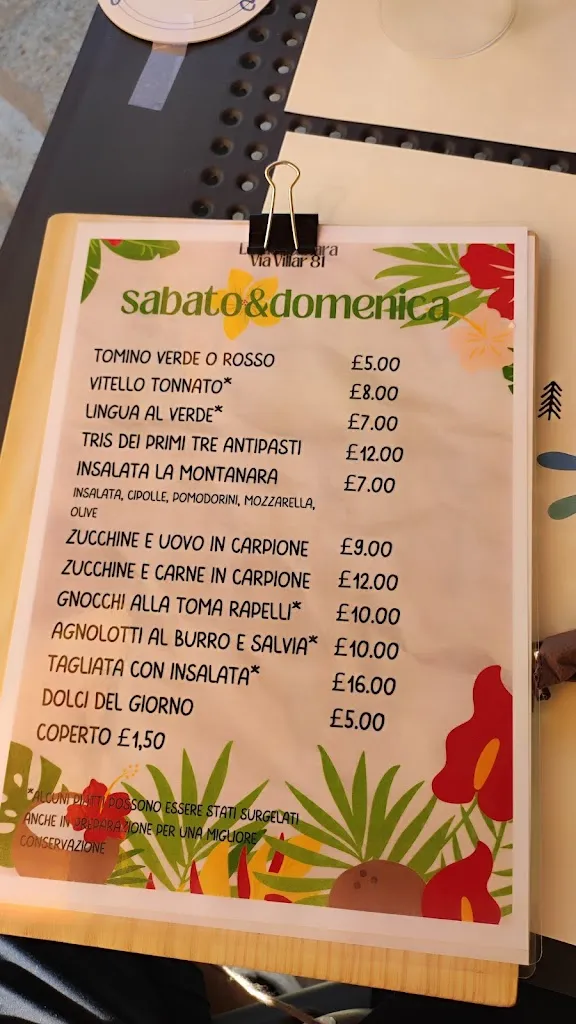 Via Villar 81
sabato&domenica
TOMINO VERDE O ROSSO £5.00
VITELLO TONNATO* £8.00
LINGUA AL VERDE* £7.00
TRIS DEI PRIMI TRE ANTIPASTI £12.00
INSALATA LA MONTANARA £7.00
INSALATA, CIPOLLE, POMODORINI, MOZZARELLA,
OLIVE
ZUCCHINE E UOVO IN CARPIONE £9.00
ZUCCHINE E CARNE IN CARPIONE £12.00
GNOCCHI ALLA TOMA RAPELLI* £10.00
AGNOLOTTI AL BURRO E SALVIA* £10.00
TAGLIATA CON INSALATA* £16.00
DOLCI DEL GIORNO £5.00
COPERTO £1,50
*ALCUNI PIATTI POSSONO ESSERE STATI SURGELATI
ANCHE IN PREPARAZIONE PER UNA MIGLIORE
CONSERVAZIONE